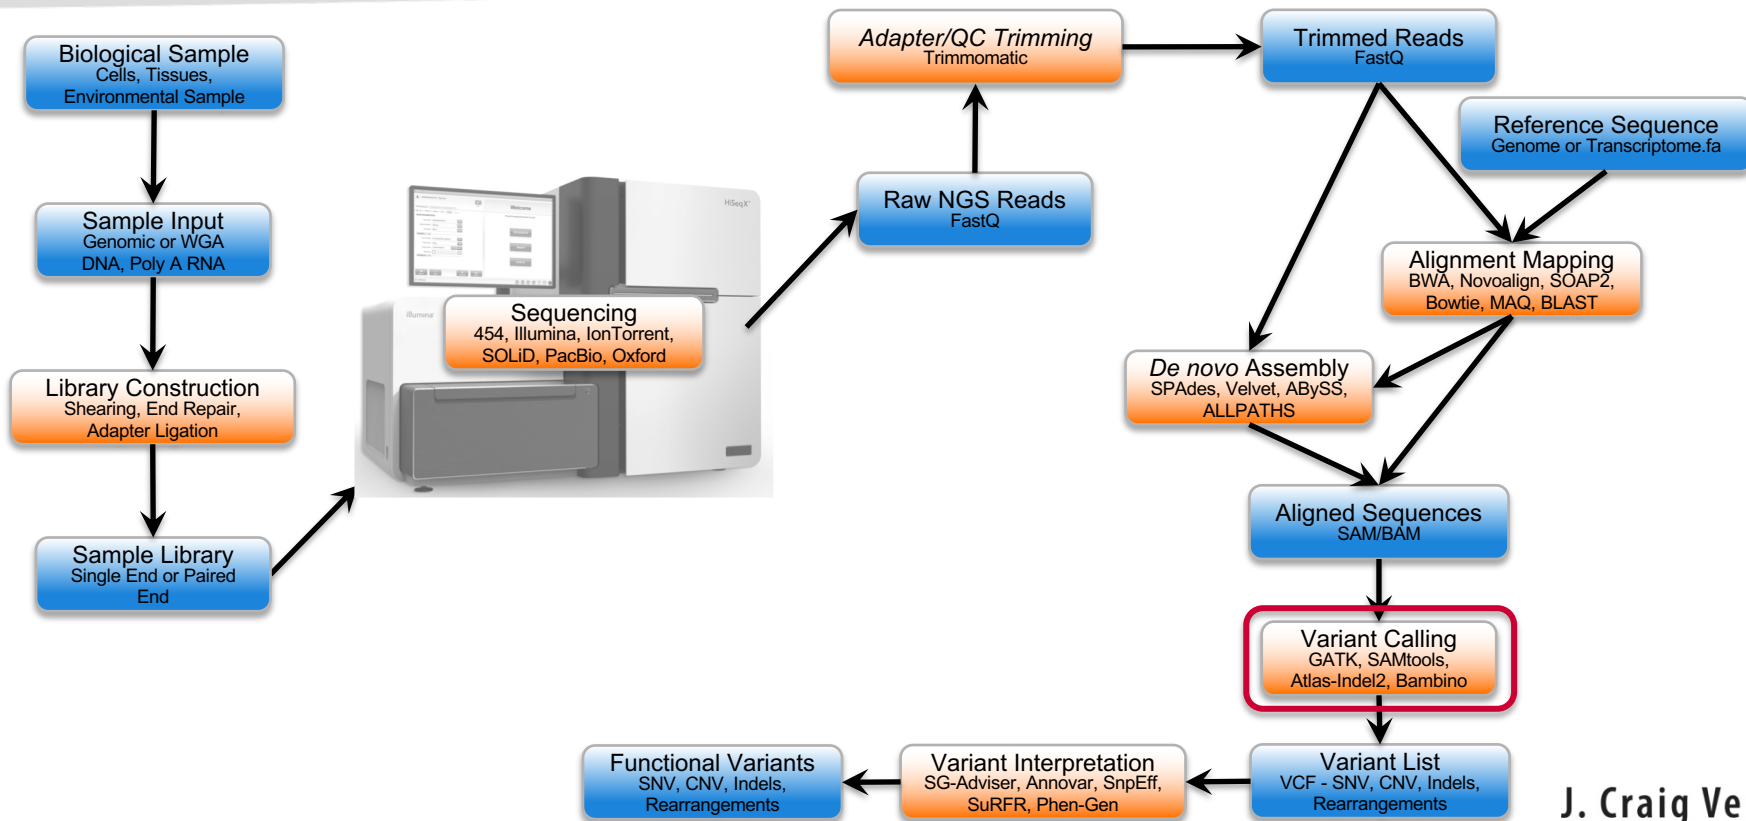 Biological Sample
Cells, Tissues,
Environmental Sample
Sample Input
Genomic or WGA
DNA, Poly A RNA
Library Construction
Shearing, End Repair,
Adapter Ligation
Sample Library
Single End or Paired
End
HiSeqX
Welcome
illumina
Sequencing
454, Illumina, IonTorrent,
SOLiD, PacBio, Oxford
Raw NGS Reads
FastQ
Adapter/QC Trimming
Trimmomatic
Trimmed Reads
FastQ
Reference Sequence
Genome or Transcriptome.fa
Alignment Mapping
BWA, Novoalign, SOAP2,
Bowtie, MAQ, BLAST
De novo Assembly
SPAdes, Velvet, ABySS,
ALLPATHS
Aligned Sequences
SAM/BAM
Variant Calling
GATK, SAMtools,
Atlas-Indel2, Bambino
Variant List
VCF - SNV, CNV, Indels,
Rearrangements
Variant Interpretation
SG-Adviser, Annovar, SnpEff,
SuRFR, Phen-Gen
Functional Variants
SNV, CNV, Indels,
Rearrangements
J. Craig Ve